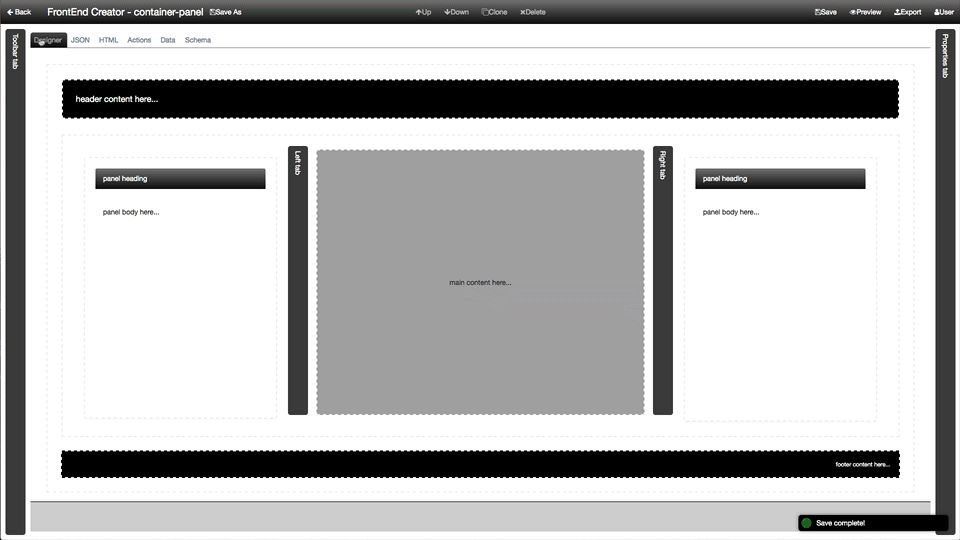 Back
FrontEnd Creator - container-panel
Save As
Up
Down
Clone
Delete
Save
Preview
Export
User
Toolbar tab
Designer
JSON
HTML
Actions
Data
Schema
Properties tab
header content here...
panel heading
panel body here...
Left tab
main content here...
Right tab
panel heading
panel body here...
footer content here...
Save complete!